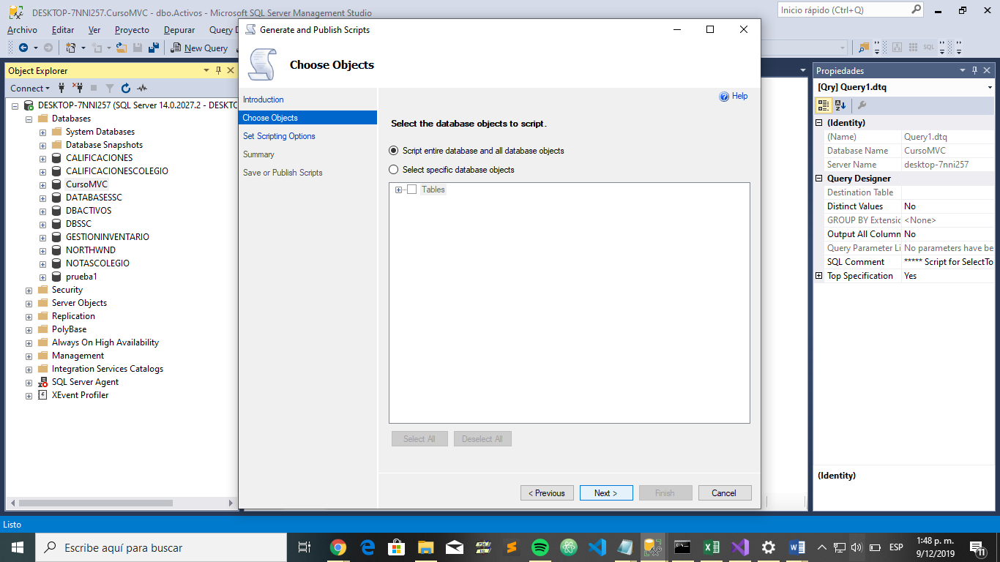 DESKTOP-7NNI257.CursoMVC - dbo.Activos - Microsoft SQL Server Management Studio
Inicio rápido (Ctrl+Q)
Archivo Editar Ver Proyecto Depurar Query D
New Query
SQL
Generate and Publish Scripts
Choose Objects
Introduction
Choose Objects
Set Scripting Options
Summary
Save or Publish Scripts
Help
Select the database objects to script.
Script entire database and all database objects
Select specific database objects
Tables
Select All Deselect All
< Previous Next > Finish Cancel
Object Explorer
Connect
DESKTOP-7NNI257 (SQL Server 14.0.2027.2 - DESKTO
Databases
System Databases
Database Snapshots
CALIFICACIONES
CALIFICACIONESCOLEGIO
CursoMVC
DATABASESSC
DBACTIVOS
DBSSC
GESTIONINVENTARIO
NORTHWND
NOTASCOLEGIO
prueba1
Security
Server Objects
Replication
PolyBase
Always On High Availability
Management
Integration Services Catalogs
SQL Server Agent
XEvent Profiler
Propiedades
[Qry] Query1.dtq
(Identity)
(Name) Query1.dtq
Database Name CursoMVC
Server Name desktop-7nni257
Query Designer
Destination Table
Distinct Values No
GROUP BY Extensic <None>
Output All Column No
Query Parameter Li No parameters have be
SQL Comment ***** Script for SelectTo
Top Specification Yes
(Identity)
Listo
Escribe aquí para buscar
ESP
1:48 p. m.
9/12/2019
11